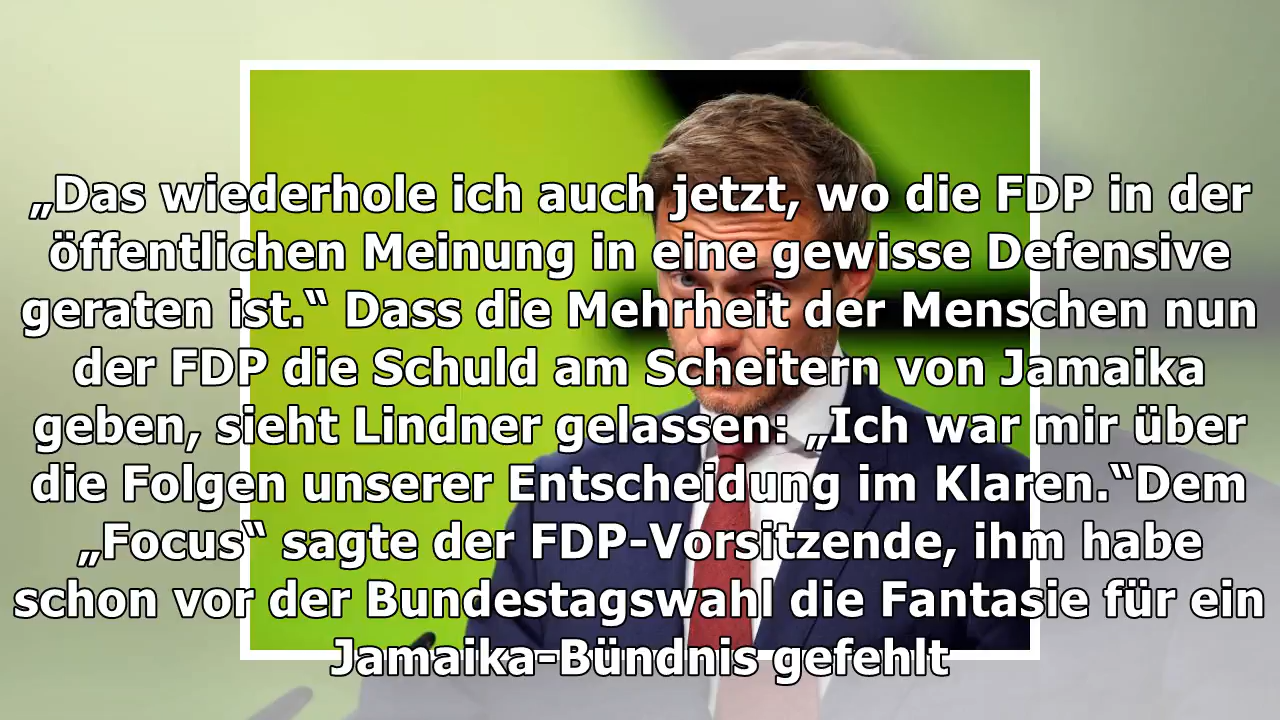 „Das wiederhole ich auch jetzt, wo die FDP in der
öffentlichen Meinung in eine gewisse Defensive
geraten ist.“ Dass die Mehrheit der Menschen nun
der FDP die Schuld am Scheitern von Jamaika
geben, sieht Lindner gelassen: „Ich war mir über
die Folgen unserer Entscheidung im Klaren.“Dem
„Focus“ sagte der FDP-Vorsitzende, ihm habe
schon vor der Bundestagswahl die Fantasie für ein
Jamaika-Bündnis gefehlt